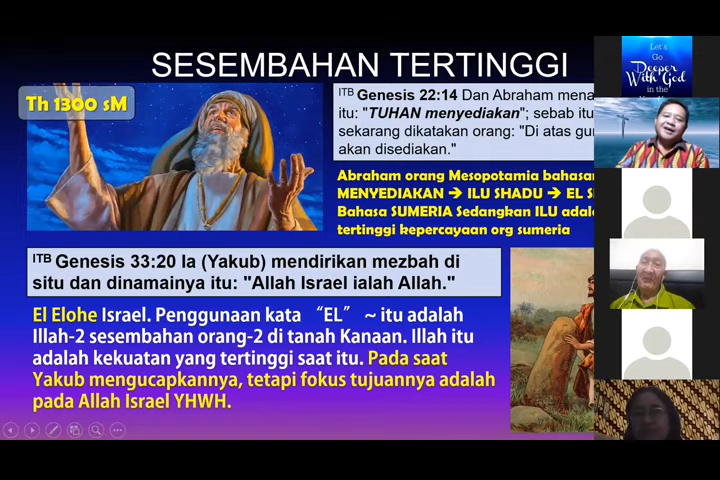 SESEMBAHAN TERTINGGI
Th 1300 sM
ITB Genesis 22:14 Dan Abraham mena
itu: "TUHAN menyediakan"; sebab itu
sekarang dikatakan orang: "Di atas gu
akan disediakan."
Abraham orang Mesopotamia bahasa
MENYEDIAKAN → ILU SHADU → EL S
Bahasa SUMERIA Sedangkan ILU adal
tertinggi kepercayaan org sumeria
ITB Genesis 33:20 Ia (Yakub) mendirikan mezbah di
situ dan dinamainya itu: "Allah Israel ialah Allah."
El Elohe Israel. Penggunaan kata “EL” ~ itu adalah
Illah-2 sesembahan orang-2 di tanah Kanaan. Illah itu
adalah kekuatan yang tertinggi saat itu. Pada saat
Yakub mengucapkannya, tetapi fokus tujuannya adalah
pada Allah Israel YHWH.
Let's
Go
Deeper
With God
in the